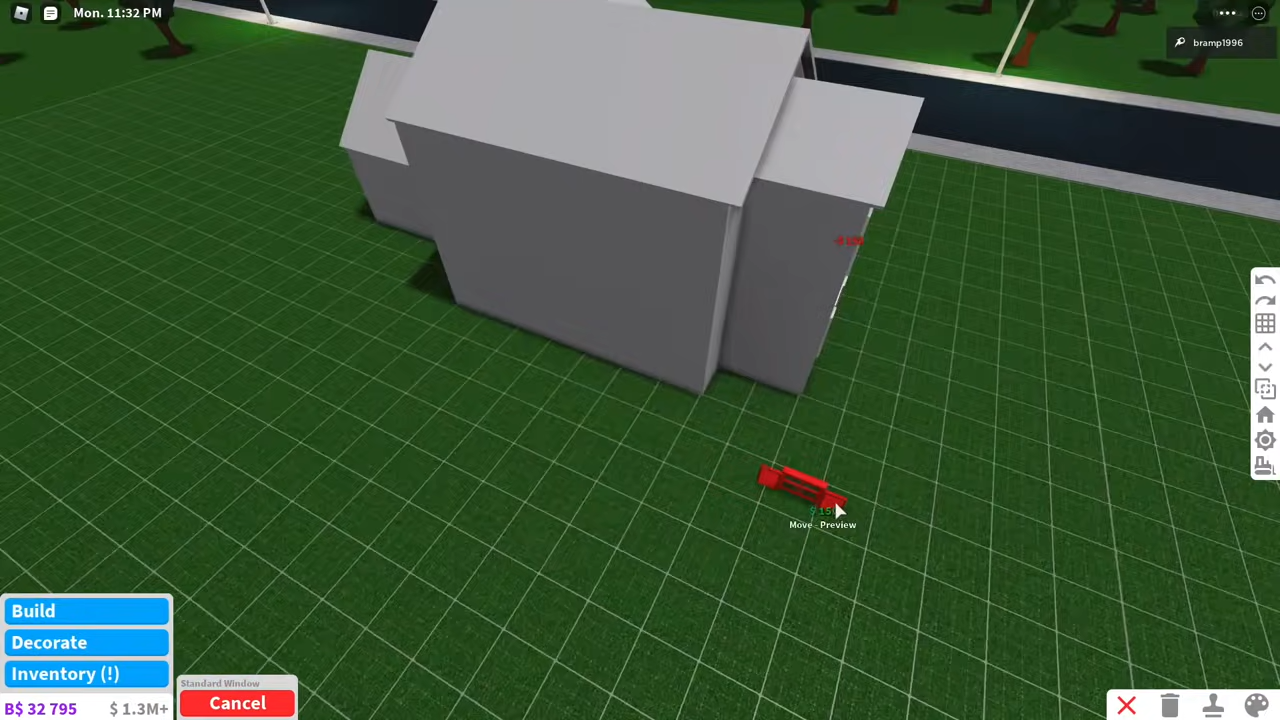 Mon. 11:32 PM
bramp1996
Move - Preview
Build
Decorate
Inventory (!)
Standard Window
Cancel
B$ 32 795
$ 1.3M+